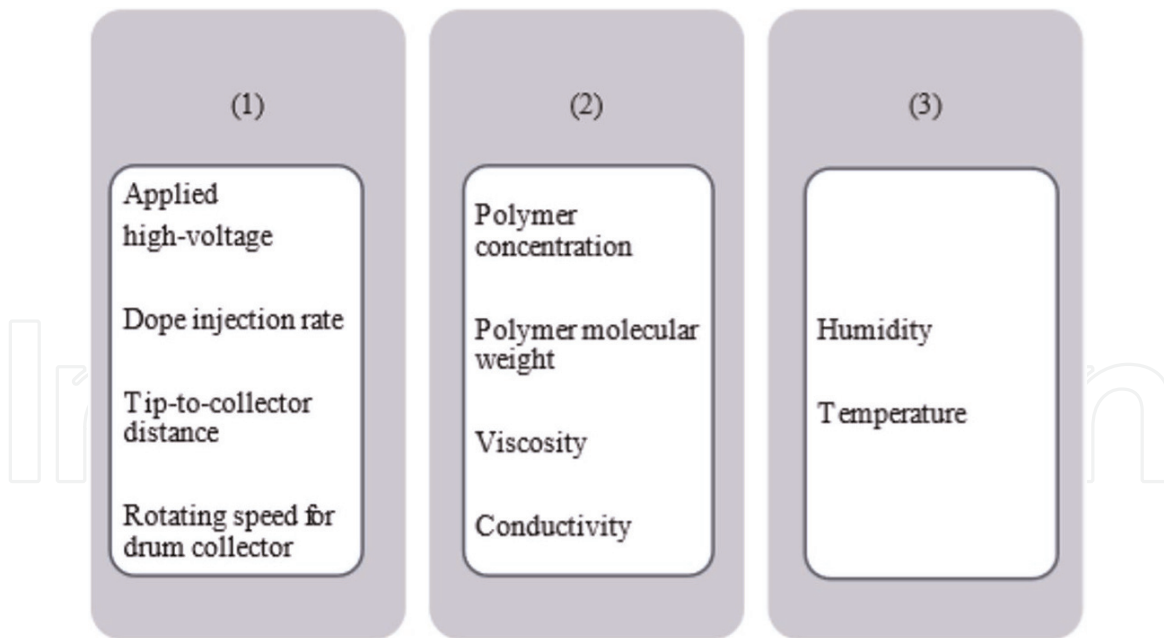 (1)
Applied
high-voltage
Dope injection rate
Tip-to-collector
distance
Rotating speed for
drum collector
(2)
Polymer
concentration
Polymer molecular
weight
Viscosity
Conductivity
(3)
Humidity
Temperature